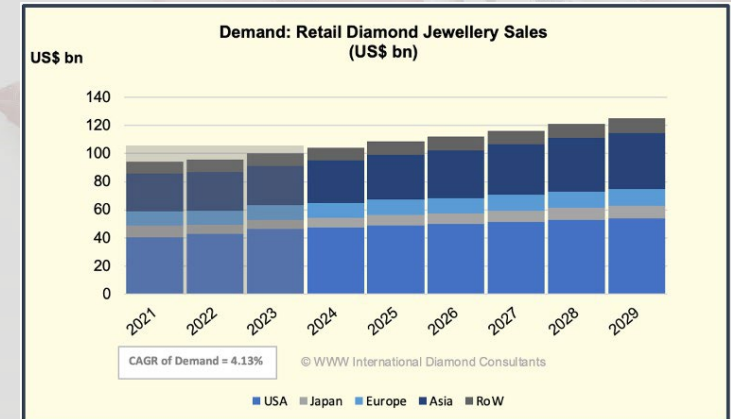 Demand: Retail Diamond Jewellery Sales
(US$ bn)
US$ bn
140
120
100
80
60
40
20
0
2021
2022
2023
2024
2025
2026
2027
2028
2029
CAGR of Demand = 4.13%
© WWW International Diamond Consultants
USA Japan Europe Asia RoW